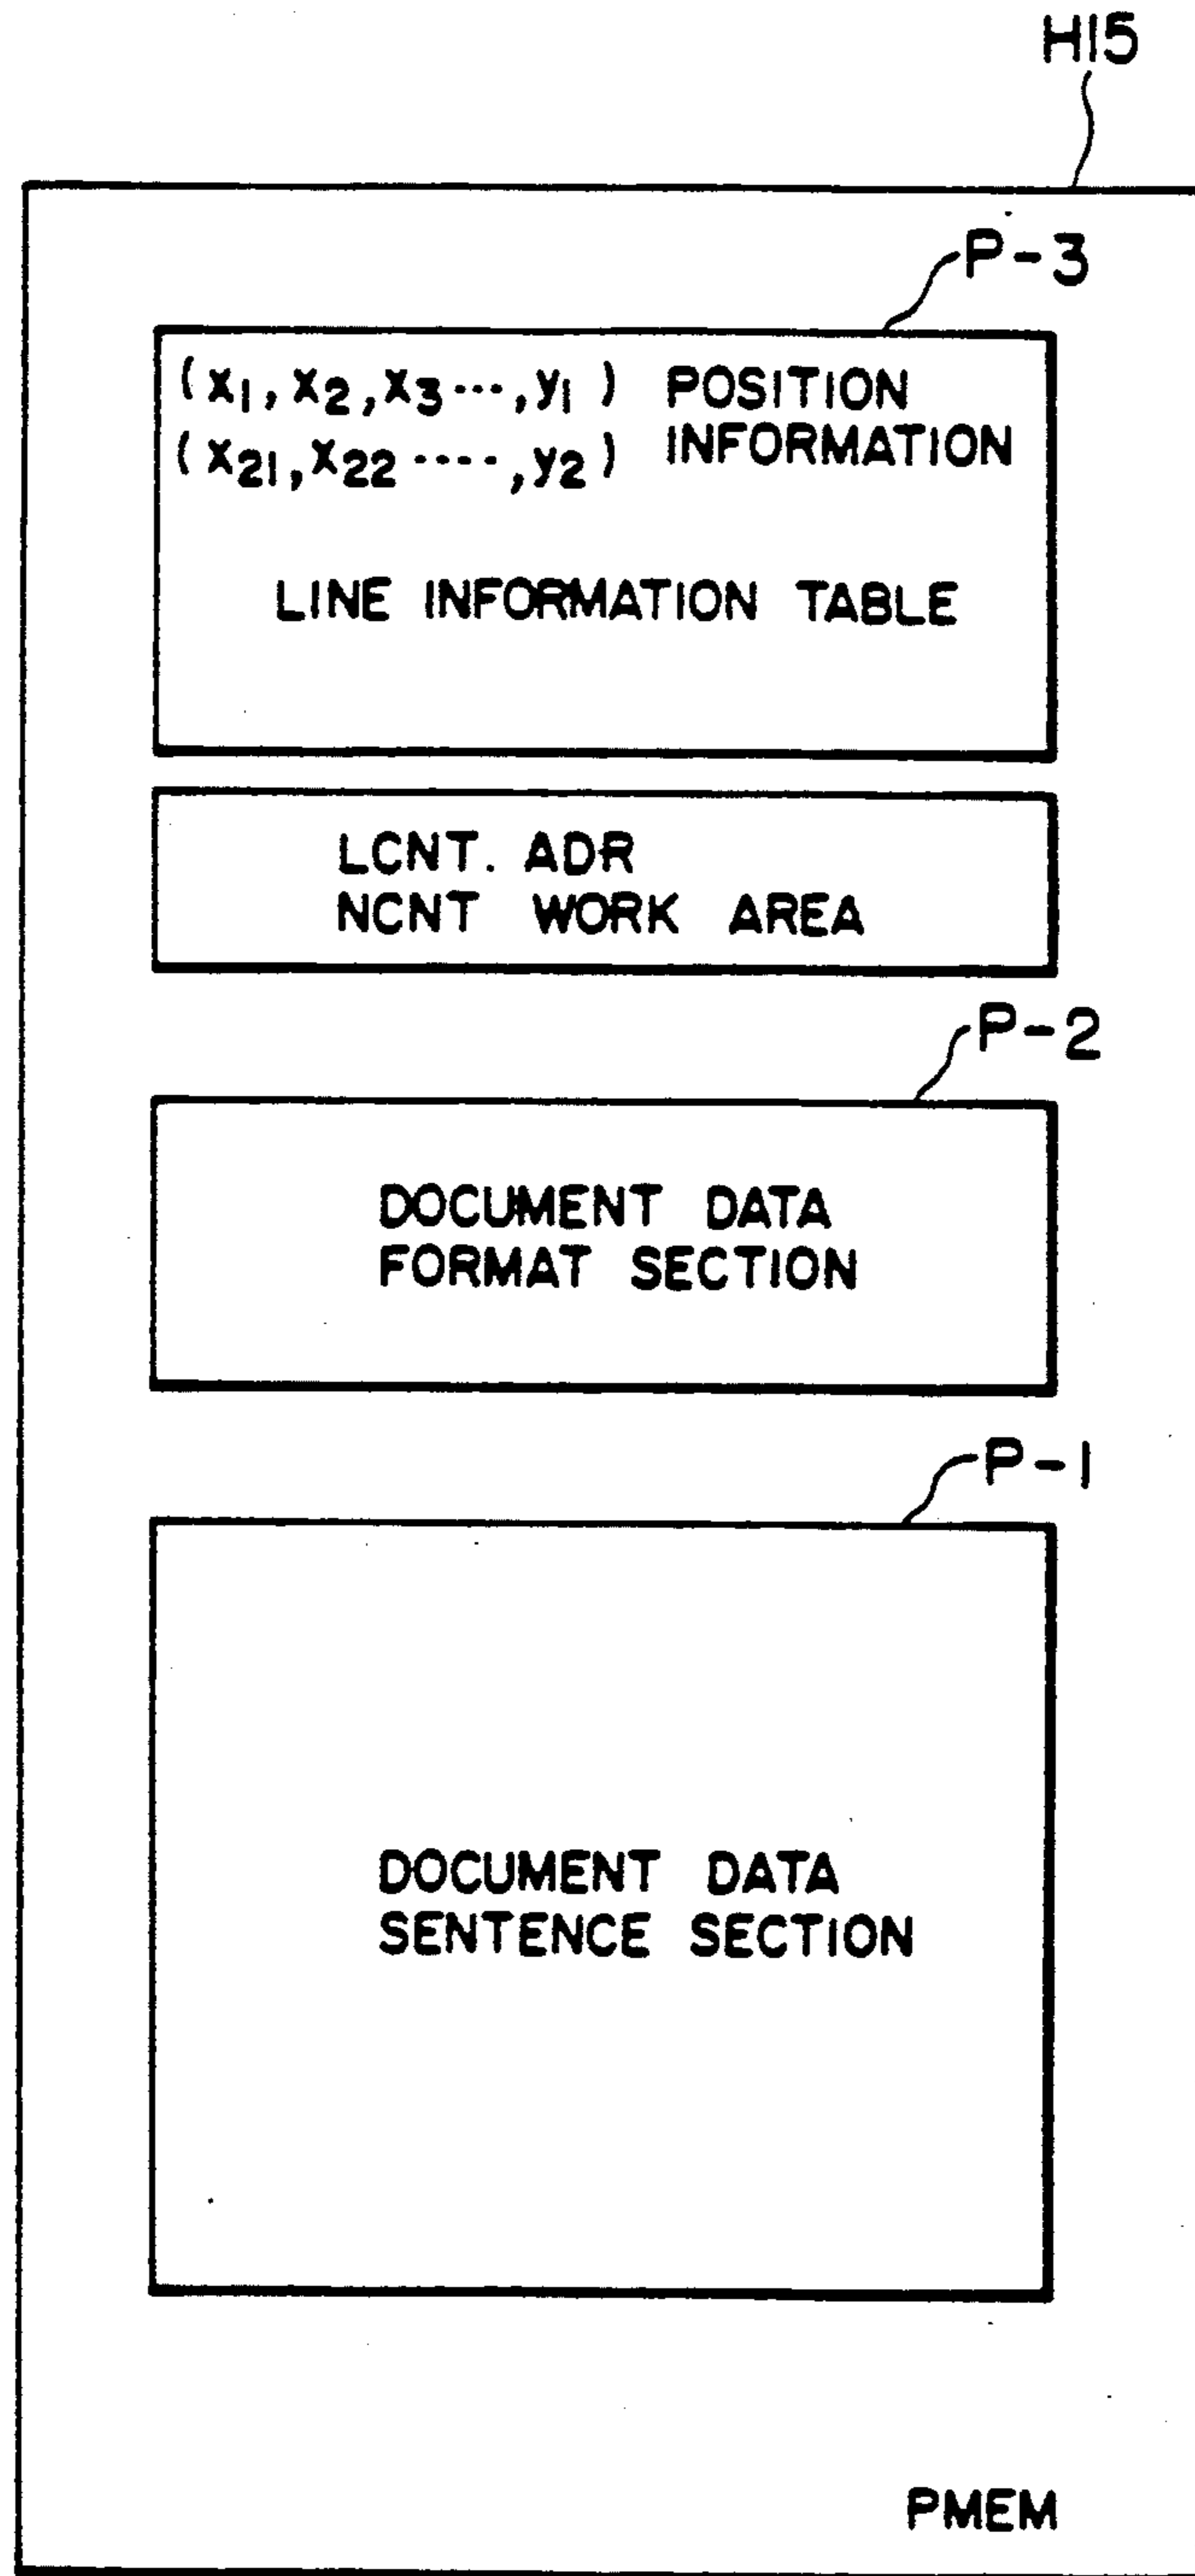 H15
P-3
(x₁, x₂, x₃ ···, y₁) POSITION
(x₂₁, x₂₂ ····, y₂) INFORMATION
LINE INFORMATION TABLE
LCNT. ADR
NCNT WORK AREA
P-2
DOCUMENT DATA
FORMAT SECTION
P-1
DOCUMENT DATA
SENTENCE SECTION
PMEM